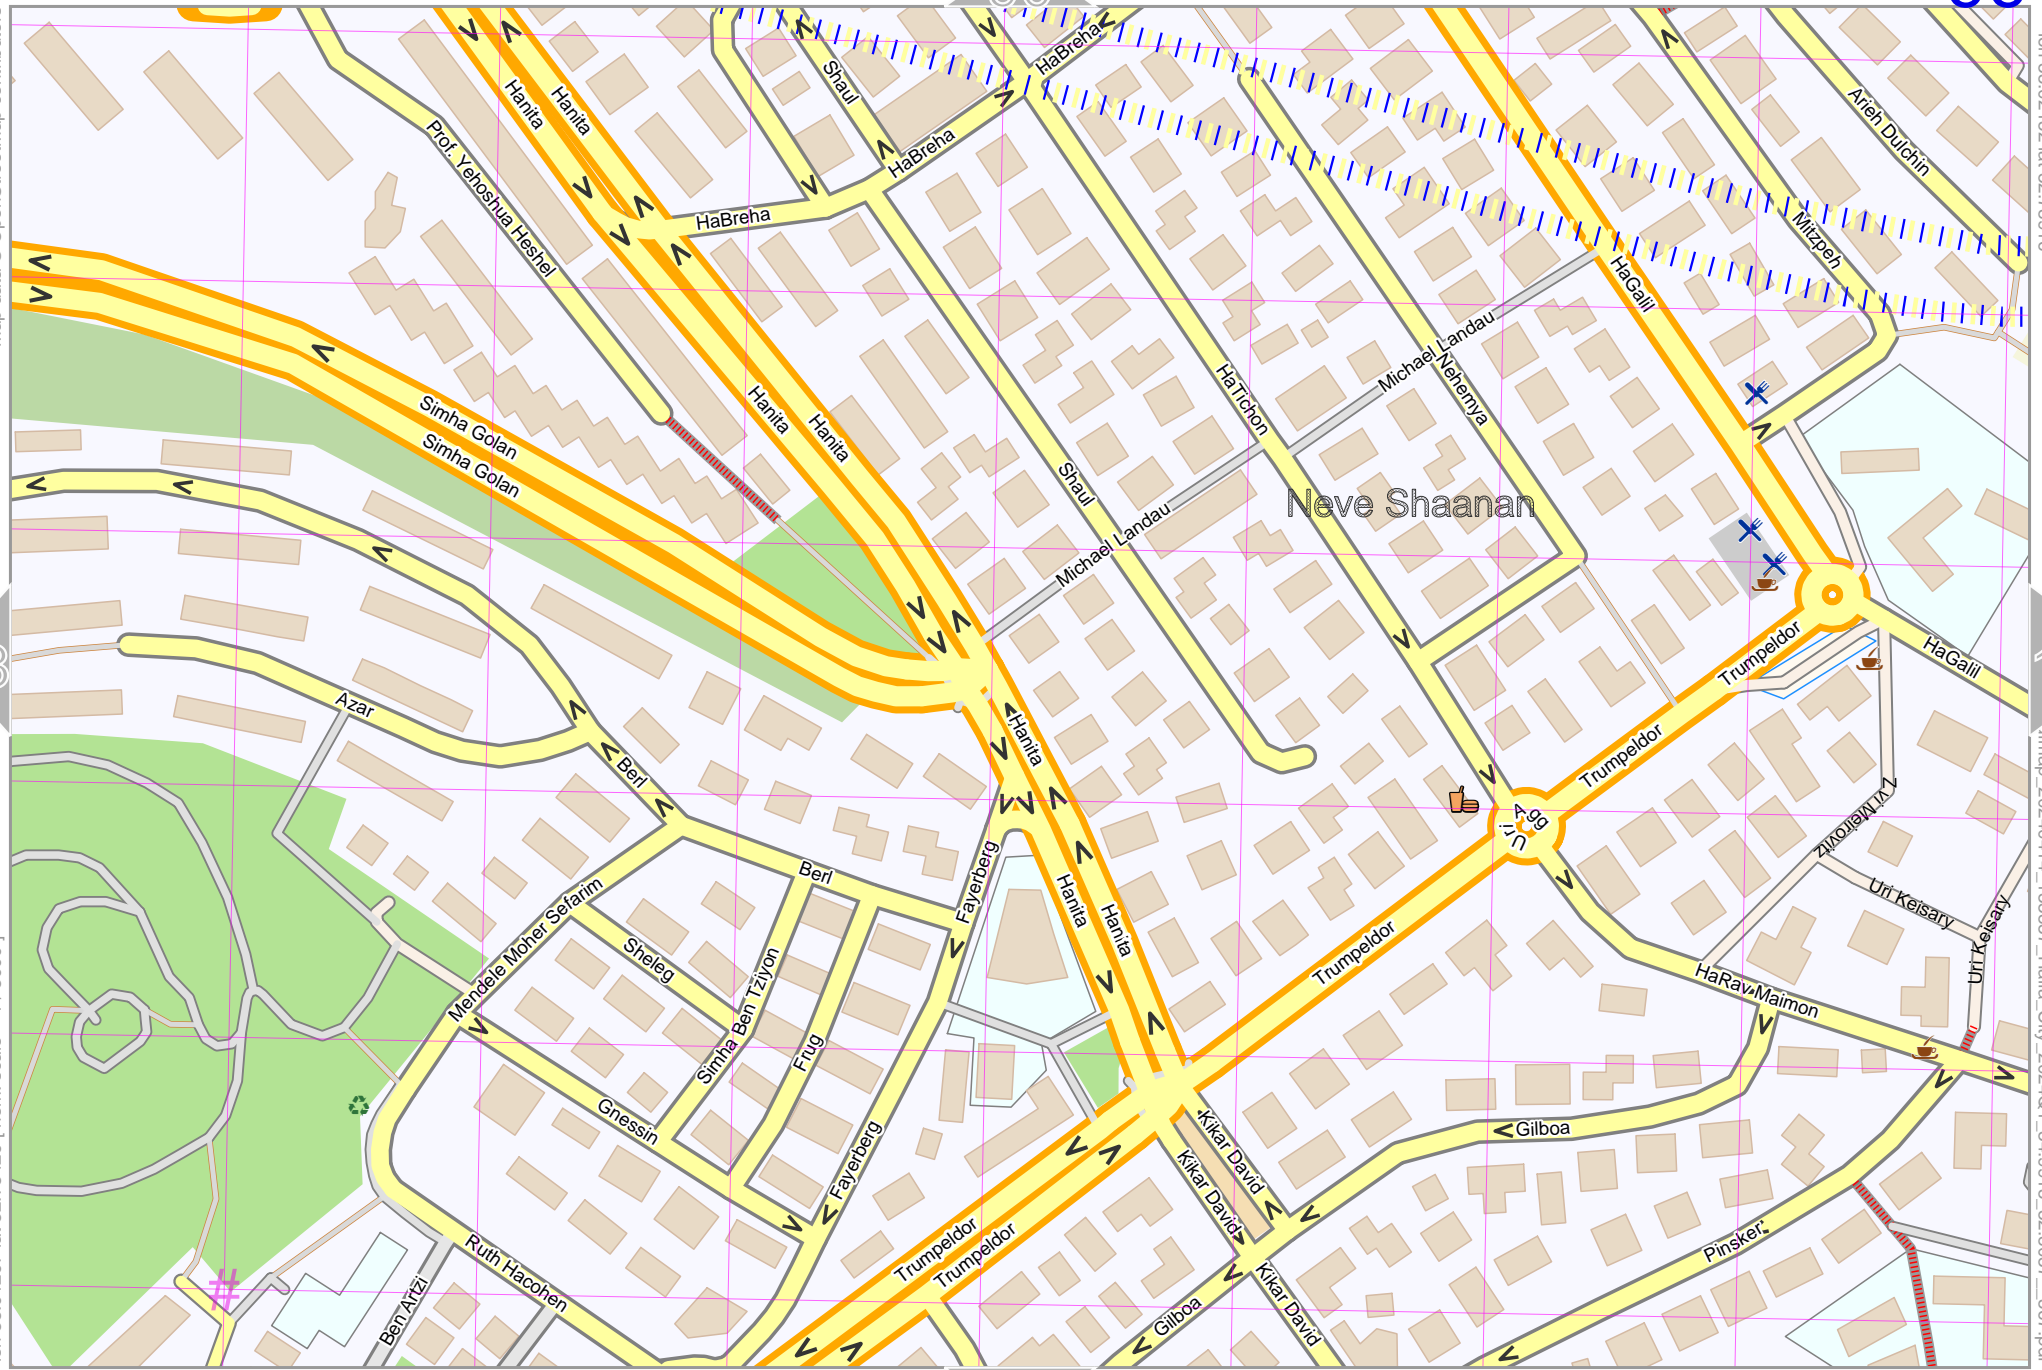 HaBreha
Shaul
Hanita
Hanita
Arieh Dulchin
Prof. Yehoshua Heshel
HaBreha
HaBreha
Mitzpeh
HaGalil
Michael Landau
Nehemya
HaTichon
Simha Golan
Simha Golan
Hanita
Hanita
Shaul
Neve Shaanan
Michael Landau
Trumpeldor
HaGalil
Azar
Hanita
Berl
Trumpeldor
Uri Agg
Zvi Meirovitz
Berl
Fayerberg
Mendele Moher Sefarim
Hanita
Hanita
Uri Keisary
Uri Keisary
Sheleg
Trumpeldor
Simha Ben Tziyon
HaRav Maimon
Frug
Gnessin
Kikar David
Kikar David
Gilboa
Fayerberg
Trumpeldor
Trumpeldor
Pinsker
Ruth Hacohen
Ben Artzi
Gilboa
Kikar David